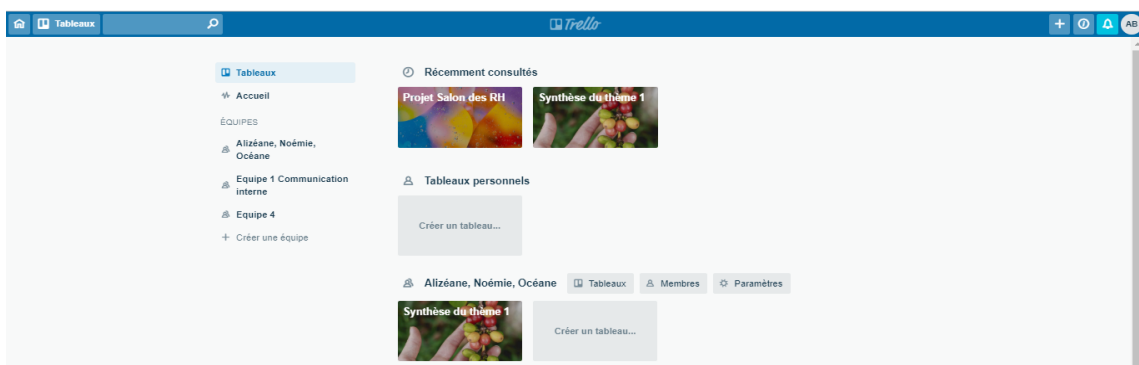 Tableaux
Trello
AB
Tableaux
Accueil
ÉQUIPES
Alizéane, Noémie,
Océane
Equipe 1 Communication
interne
Equipe 4
Créer une équipe
Récemment consultés
Projet Salon des RH
Synthèse du thème 1
Tableaux personnels
Créer un tableau...
Alizéane, Noémie, Océane
Tableaux
Membres
Paramètres
Synthèse du thème 1
Créer un tableau...